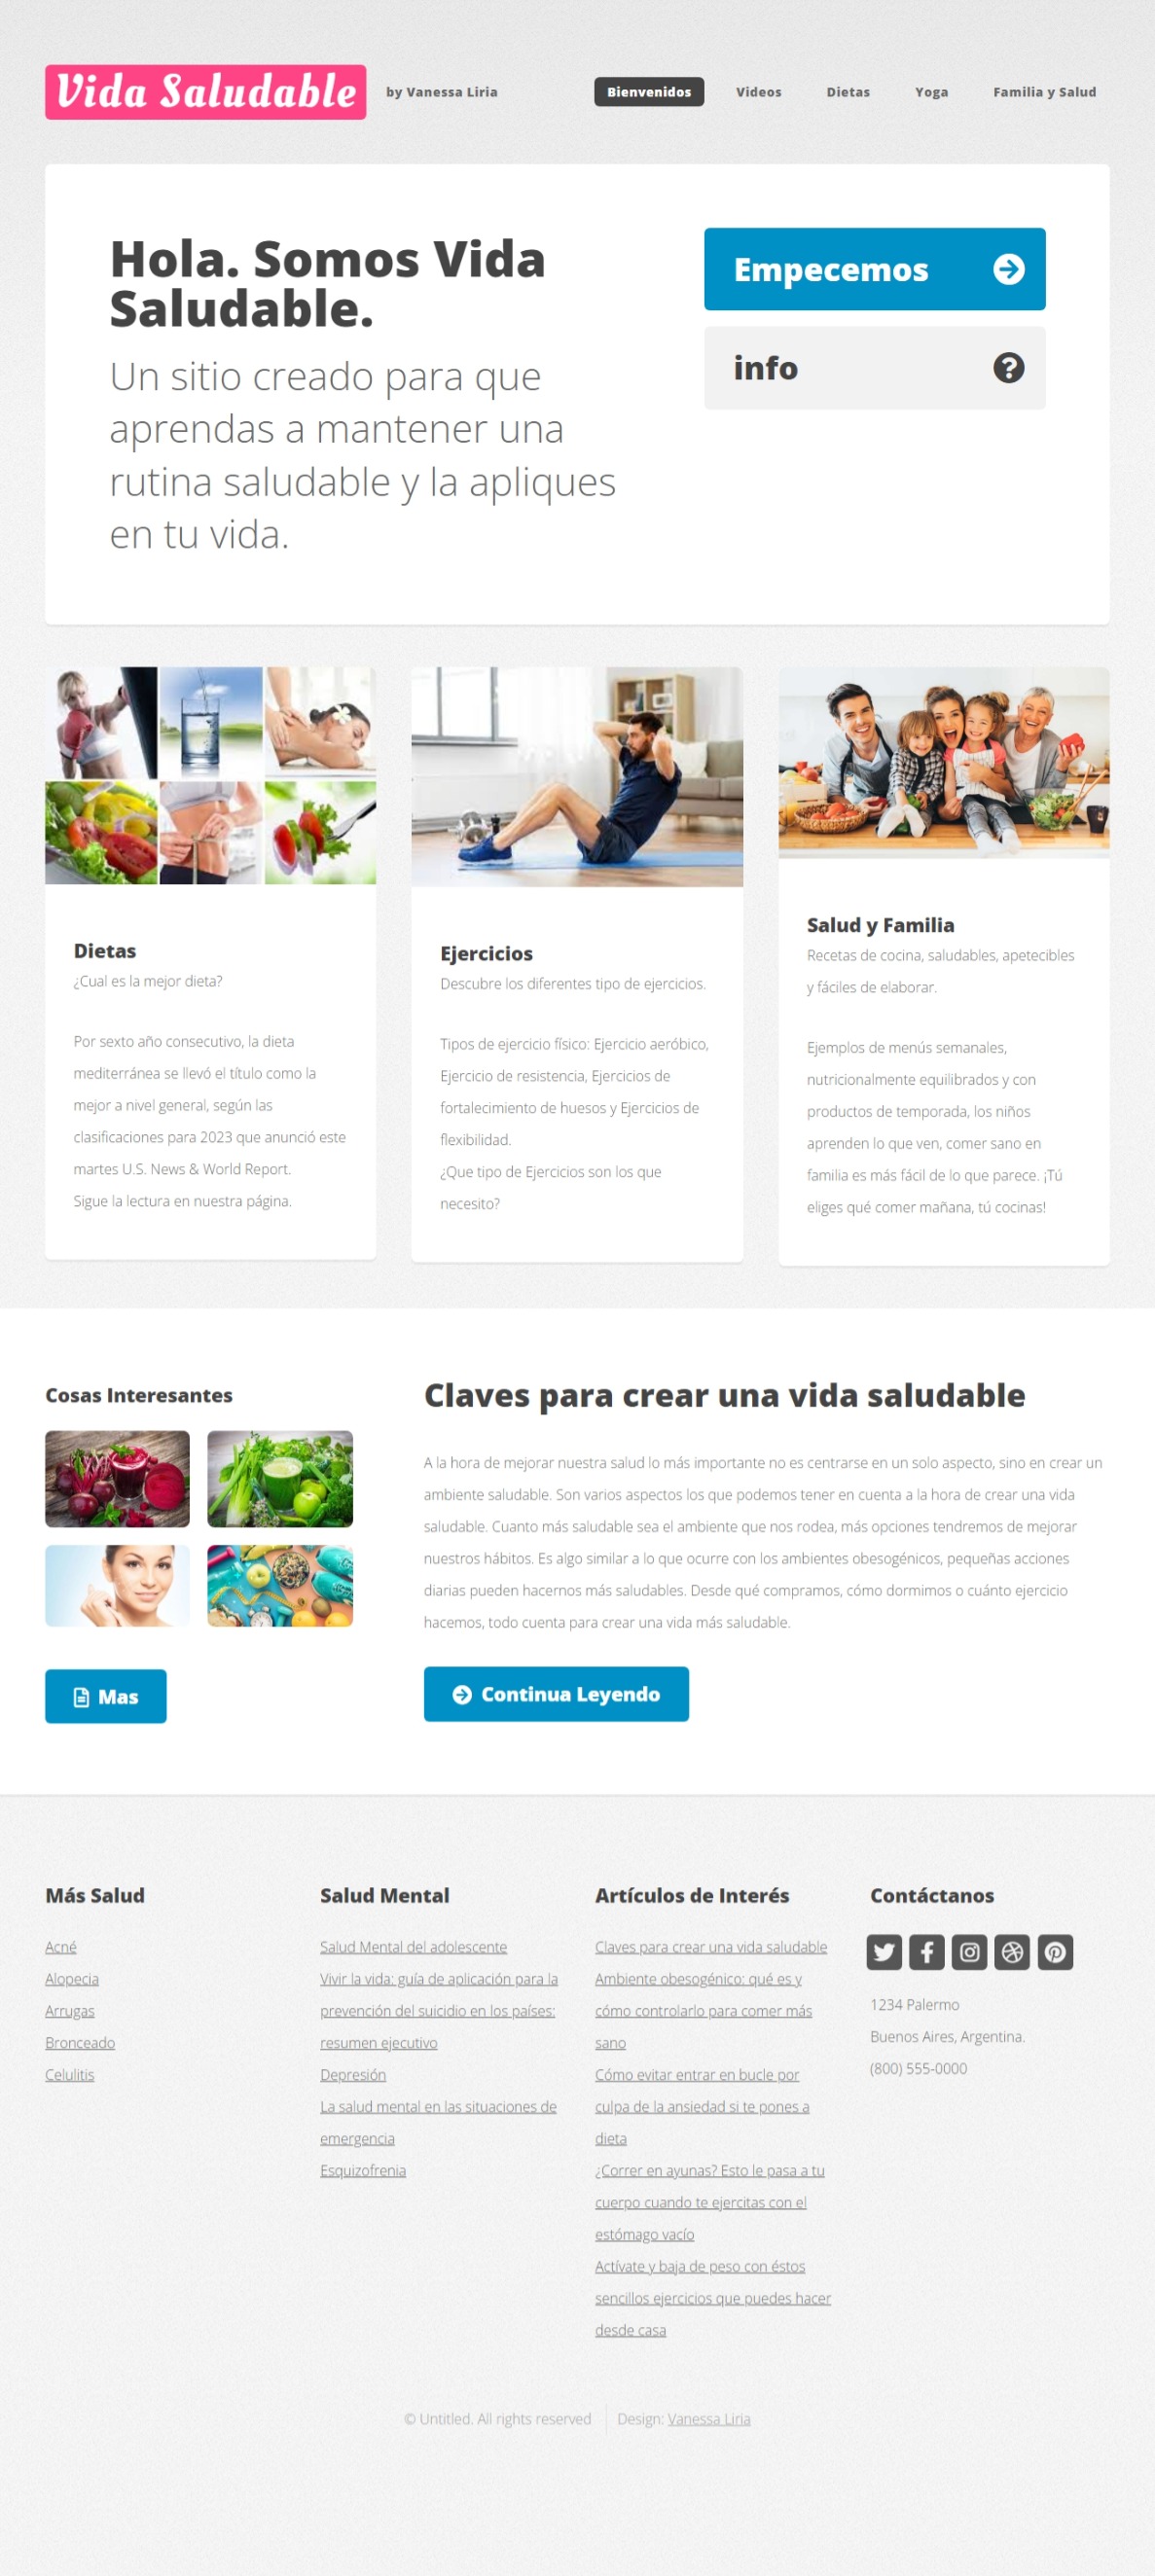 Vida Saludable
by Vanessa Liria
Bienvenidos
Videos
Dietas
Yoga
Familia y Salud
Hola. Somos Vida
Saludable.
Un sitio creado para que
aprendas a mantener una
rutina saludable y la apliques
en tu vida.
Empecemos
info
Dietas
¿Cual es la mejor dieta?
Por sexto año consecutivo, la dieta
mediterránea se llevó el título como la
mejor a nivel general, según las
clasificaciones para 2023 que anunció este
martes U.S. News & World Report.
Sigue la lectura en nuestra página.
Ejercicios
Descubre los diferentes tipo de ejercicios.
Tipos de ejercicio físico: Ejercicio aeróbico,
Ejercicio de resistencia, Ejercicios de
fortalecimiento de huesos y Ejercicios de
flexibilidad.
¿Que tipo de Ejercicios son los que
necesito?
Salud y Familia
Recetas de cocina, saludables, apetecibles
y fáciles de elaborar.
Ejemplos de menús semanales,
nutricionalmente equilibrados y con
productos de temporada, los niños
aprenden lo que ven, comer sano en
familia es más fácil de lo que parece. ¡Tú
eliges qué comer mañana, tú cocinas!
Cosas Interesantes
Mas
Claves para crear una vida saludable
A la hora de mejorar nuestra salud lo más importante no es centrarse en un solo aspecto, sino en crear un
ambiente saludable. Son varios aspectos los que podemos tener en cuenta a la hora de crear una vida
saludable. Cuanto más saludable sea el ambiente que nos rodea, más opciones tendremos de mejorar
nuestros hábitos. Es algo similar a lo que ocurre con los ambientes obesogénicos, pequeñas acciones
diarias pueden hacernos más saludables. Desde qué compramos, cómo dormimos o cuánto ejercicio
hacemos, todo cuenta para crear una vida más saludable.
Continua Leyendo
Más Salud
Acné
Alopecia
Arrugas
Bronceado
Celulitis
Salud Mental
Salud Mental del adolescente
Vivir la vida: guía de aplicación para la
prevención del suicidio en los países:
resumen ejecutivo
Depresión
La salud mental en las situaciones de
emergencia
Esquizofrenia
Artículos de Interés
Claves para crear una vida saludable
Ambiente obesogénico: qué es y
cómo controlarlo para comer más
sano
Cómo evitar entrar en bucle por
culpa de la ansiedad si te pones a
dieta
¿Correr en ayunas? Esto le pasa a tu
cuerpo cuando te ejercitas con el
estómago vacío
Actívate y baja de peso con éstos
sencillos ejercicios que puedes hacer
desde casa
Contáctanos
1234 Palermo
Buenos Aires, Argentina.
(800) 555-0000
© Untitled. All rights reserved
Design: Vanessa Liria